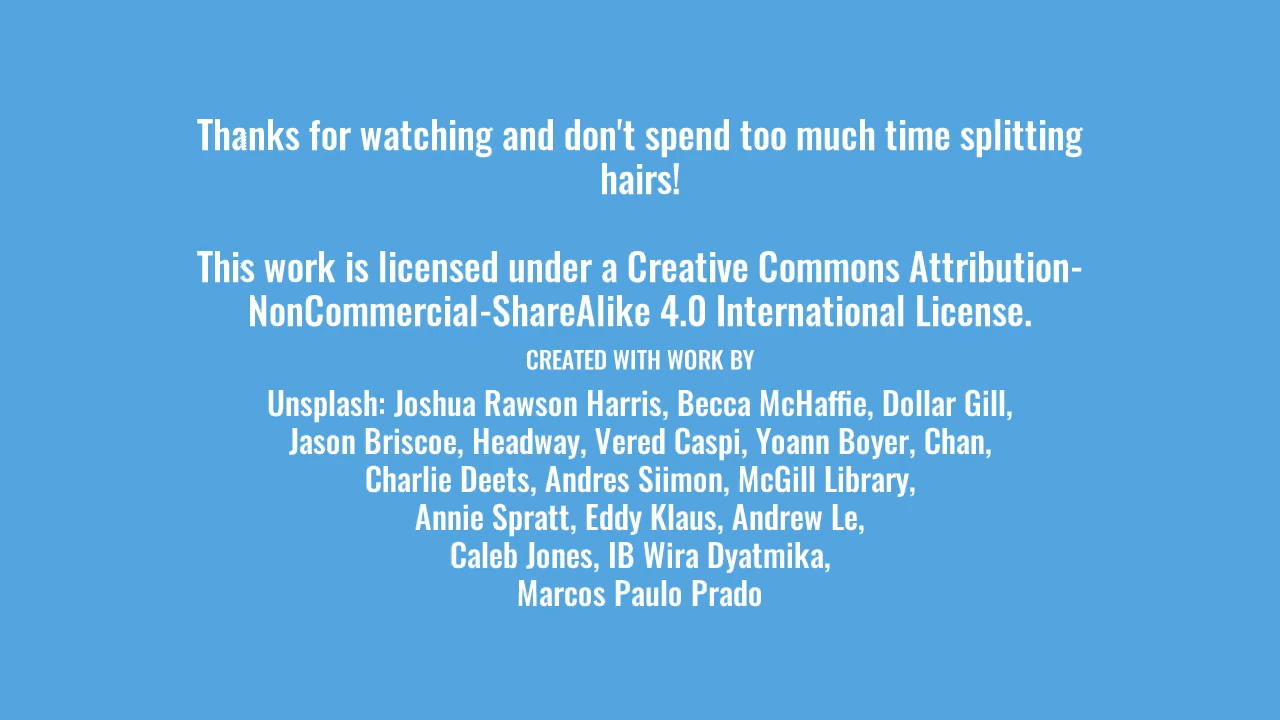 Thanks for watching and don't spend too much time splitting
hairs!
This work is licensed under a Creative Commons Attribution-
NonCommercial-ShareAlike 4.0 International License.
CREATED WITH WORK BY
Unsplash: Joshua Rawson Harris, Becca McHaffie, Dollar Gill,
Jason Briscoe, Headway, Vered Caspi, Yoann Boyer, Chan,
Charlie Deets, Andres Siimon, McGill Library,
Annie Spratt, Eddy Klaus, Andrew Le,
Caleb Jones, IB Wira Dyatmika,
Marcos Paulo Prado